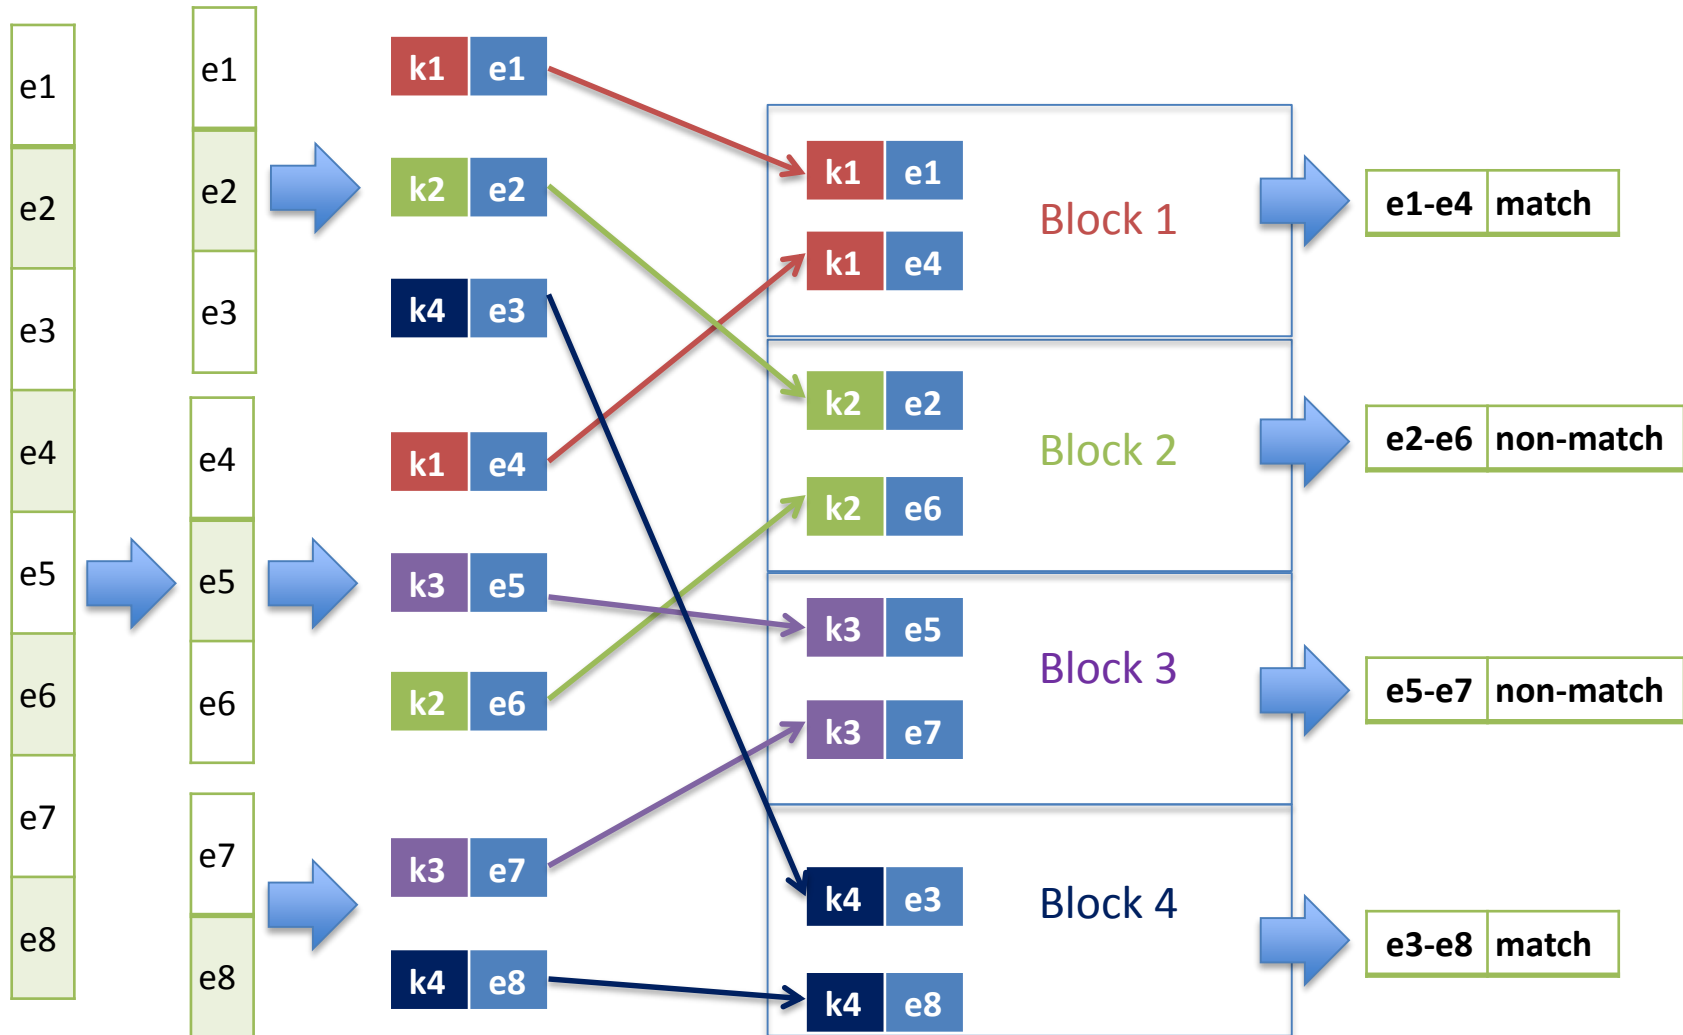 e1
e2
e3
e4
e5
e6
e7
e8
e1
e2
e3
e4
e5
e6
e7
e8
k1 e1
k2 e2
k4 e3
k1 e4
k3 e5
k2 e6
k3 e7
k4 e8
k1 e1
k1 e4
Block 1
k2 e2
k2 e6
Block 2
k3 e5
k3 e7
Block 3
k4 e3
k4 e8
Block 4
e1-e4 match
e2-e6 non-match
e5-e7 non-match
e3-e8 match